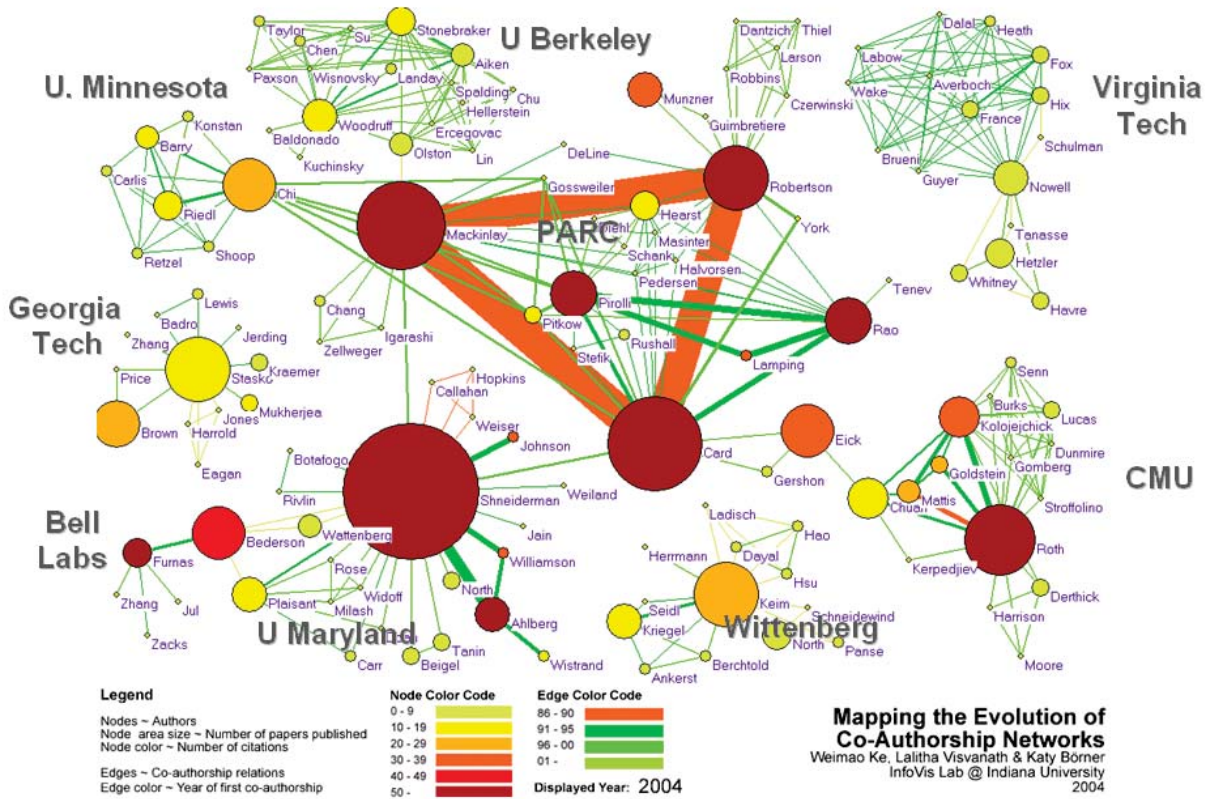 Taylor
Su
Stonebraker
U Berkeley
Dantzich
Thiel
Dalal
Heath
Chen
Aiken
Larson
Labow
Fox
Paxson
Wisnovsky
Landay
Robbins
Averboch
Virginia
Tech
U. Minnesota
Spalding
Chu
Munzner
Czerwinski
Wake
Hix
Hellerstein
France
Konstan
Woodruff
Ercegovac
Guimbretiere
Schulman
Barry
Baldonado
Olston
Lin
DeLine
Brueni
Kuchinsky
Guyer
Carlis
Chi
Gossweiler
Robertson
Nowell
Riedl
Mackinlay
PARC
Hearst
York
Tanasse
Masinter
Shoop
Schank
Halvorsen
Hetzler
Retzel
Pedersen
Whitney
Georgia
Tech
Lewis
Chang
Pirolli
Tenev
Havre
Badro
Pitkow
Rao
Zhang
Jerding
Igarashi
Rushall
Zellweger
Stefik
Lamping
Price
Stasko
Kraemer
Hopkins
Senn
Callahan
Burks
Jones
Mukherjea
Lucas
Brown
Harrold
Weiser
Kolojejchick
Johnson
Card
Eick
Dunmire
Eagan
Botafogo
Goldstein
Gomberg
CMU
Gershon
Mattis
Rivlin
Shneiderman
Weiland
Chuah
Stroffolino
Bell
Labs
Ladisch
Wattenberg
Jain
Hao
Bederson
Roth
Furnas
Williamson
Herrmann
Dayal
Kerpedjiev
Rose
Hsu
Zhang
Jul
Widoff
North
Keim
Derthick
Plaisant
Milash
Seidl
Schneidewind
Zacks
U Maryland
Ahlberg
Kriegel
Wittenberg
Harrison
Tanin
North
Panse
Carr
Beigel
Wistrand
Berchtold
Moore
Ankerst
Legend
Nodes ~ Authors
Node area size ~ Number of papers published
Node color ~ Number of citations
Edges ~ Co-authorship relations
Edge color ~ Year of first co-authorship
Node Color Code
0 - 9
10 - 19
20 - 29
30 - 39
40 - 49
50 -
Edge Color Code
86 - 90
91 - 95
96 - 00
01 -
Displayed Year: 2004
Mapping the Evolution of
Co-Authorship Networks
Weimao Ke, Lalitha Visvanath & Katy Börner
InfoVis Lab @ Indiana University
2004